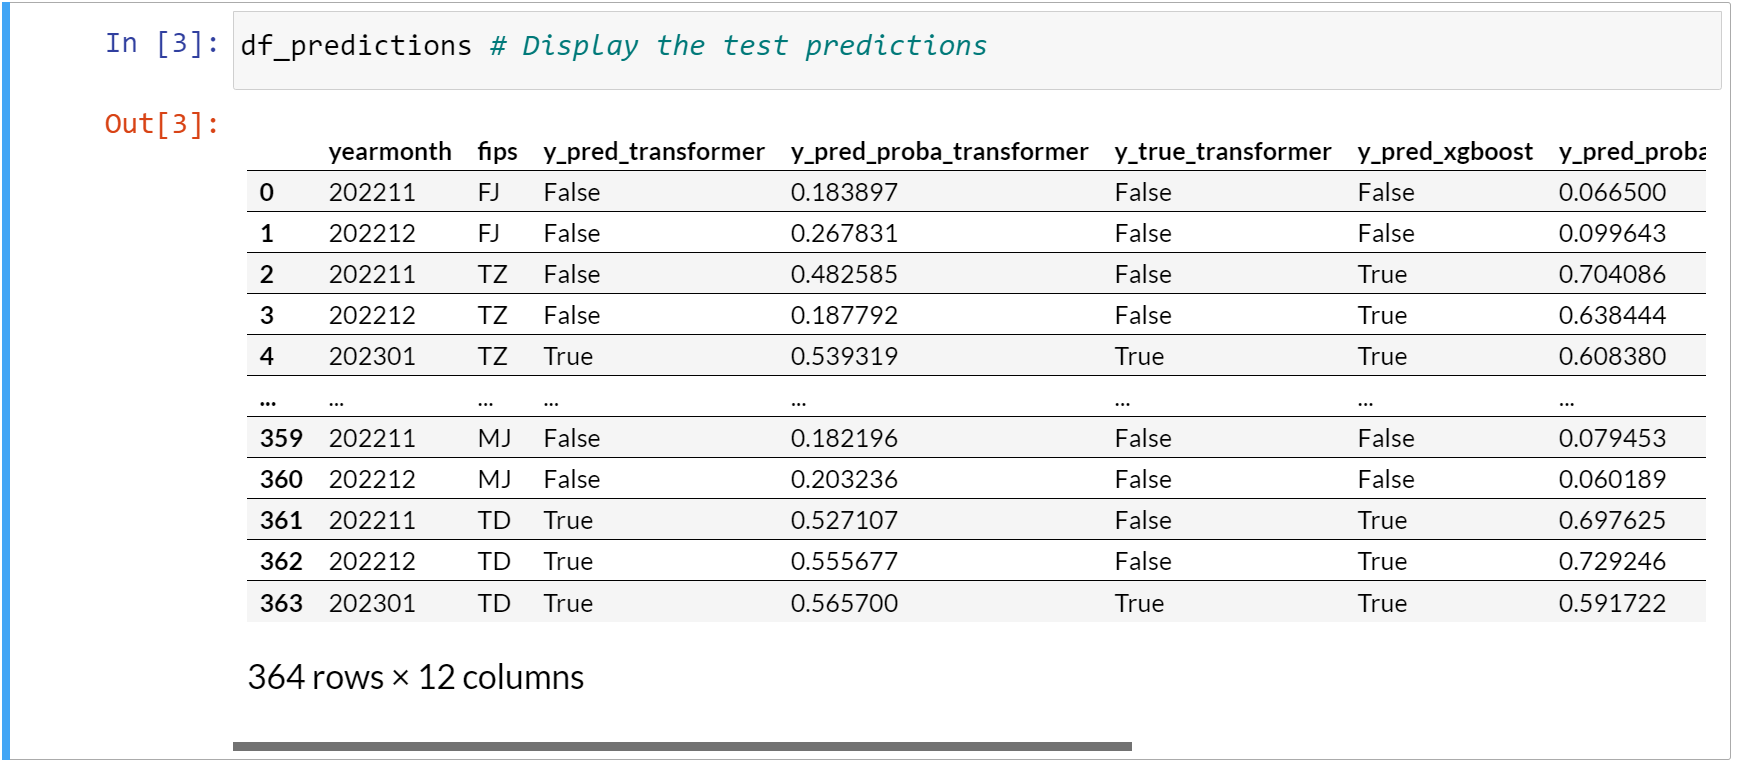 In [3]: df_predictions # Display the test predictions
Out[3]:
yearmonth fips y_pred_transformer y_pred_proba_transformer y_true_transformer y_pred_xgboost y_pred_proba
0 202211 FJ False 0.183897 False False 0.066500
1 202212 FJ False 0.267831 False False 0.099643
2 202211 TZ False 0.482585 False True 0.704086
3 202212 TZ False 0.187792 False True 0.638444
4 202301 TZ True 0.539319 True True 0.608380
... ... ... ... ... ... ... ...
359 202211 MJ False 0.182196 False False 0.079453
360 202212 MJ False 0.203236 False False 0.060189
361 202211 TD True 0.527107 False True 0.697625
362 202212 TD True 0.555677 False True 0.729246
363 202301 TD True 0.565700 True True 0.591722
364 rows × 12 columns